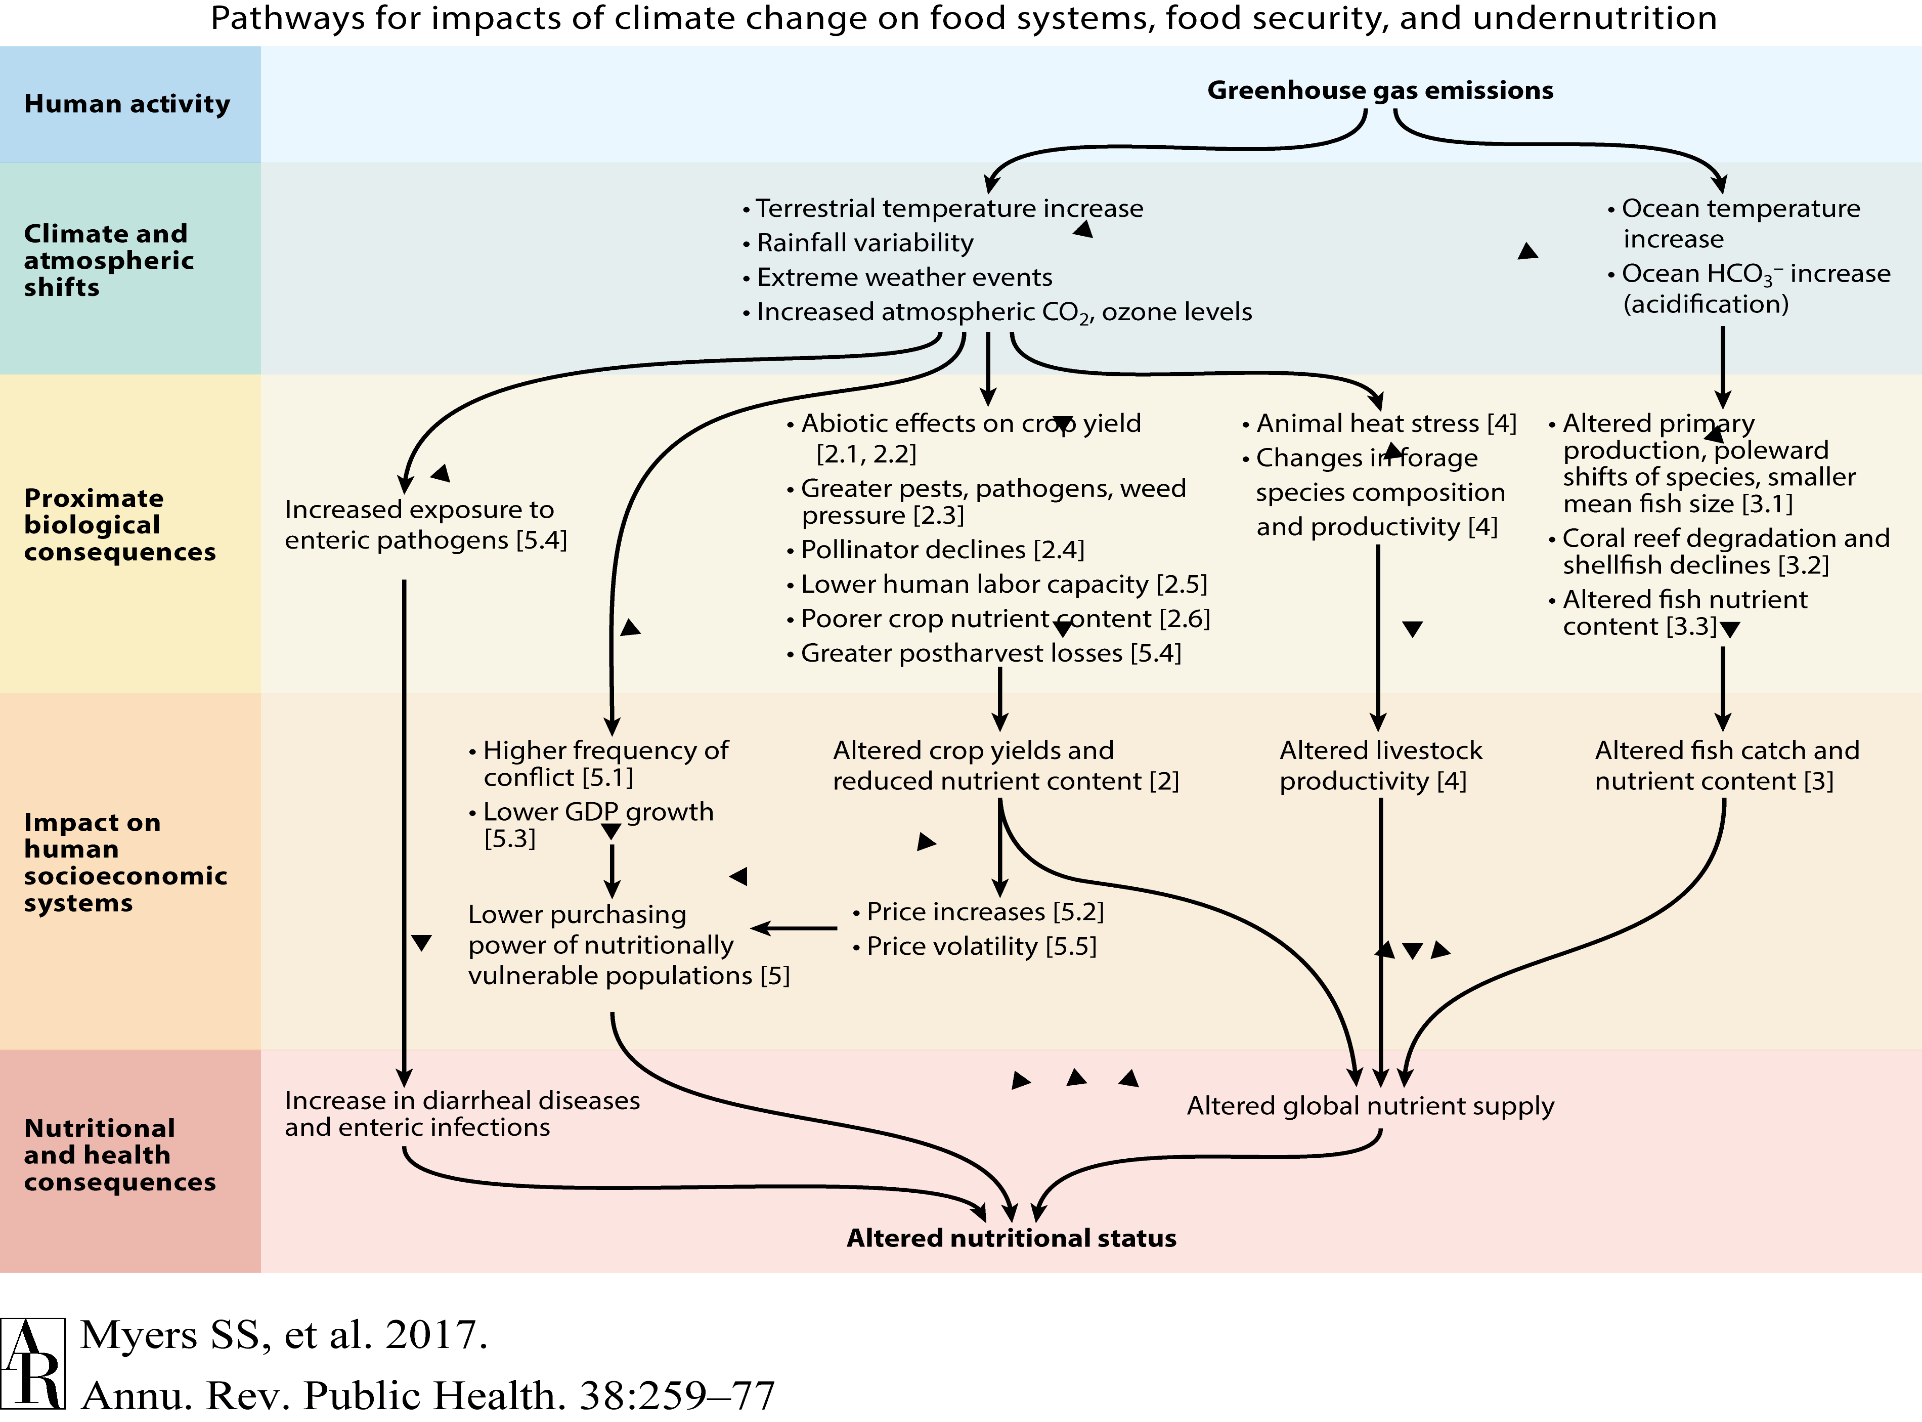 Pathways for impacts of climate change on food systems, food security, and undernutrition
Human activity
Greenhouse gas emissions
Climate and
atmospheric
shifts
• Terrestrial temperature increase
• Rainfall variability
• Extreme weather events
• Increased atmospheric CO₂, ozone levels
• Ocean temperature
increase
• Ocean HCO₃⁻ increase
(acidification)
Proximate
biological
consequences
Increased exposure to
enteric pathogens [5.4]
• Abiotic effects on crop yield
[2.1, 2.2]
• Greater pests, pathogens, weed
pressure [2.3]
• Pollinator declines [2.4]
• Lower human labor capacity [2.5]
• Poorer crop nutrient content [2.6]
• Greater postharvest losses [5.4]
• Animal heat stress [4]
• Changes in forage
species composition
and productivity [4]
• Altered primary
production, poleward
shifts of species, smaller
mean fish size [3.1]
• Coral reef degradation and
shellfish declines [3.2]
• Altered fish nutrient
content [3.3]
Impact on
human
socioeconomic
systems
• Higher frequency of
conflict [5.1]
• Lower GDP growth
[5.3]
Altered crop yields and
reduced nutrient content [2]
Altered livestock
productivity [4]
Altered fish catch and
nutrient content [3]
Lower purchasing
power of nutritionally
vulnerable populations [5]
• Price increases [5.2]
• Price volatility [5.5]
Nutritional
and health
consequences
Increase in diarrheal diseases
and enteric infections
Altered global nutrient supply
Altered nutritional status
AR
Myers SS, et al. 2017.
Annu. Rev. Public Health. 38:259–77